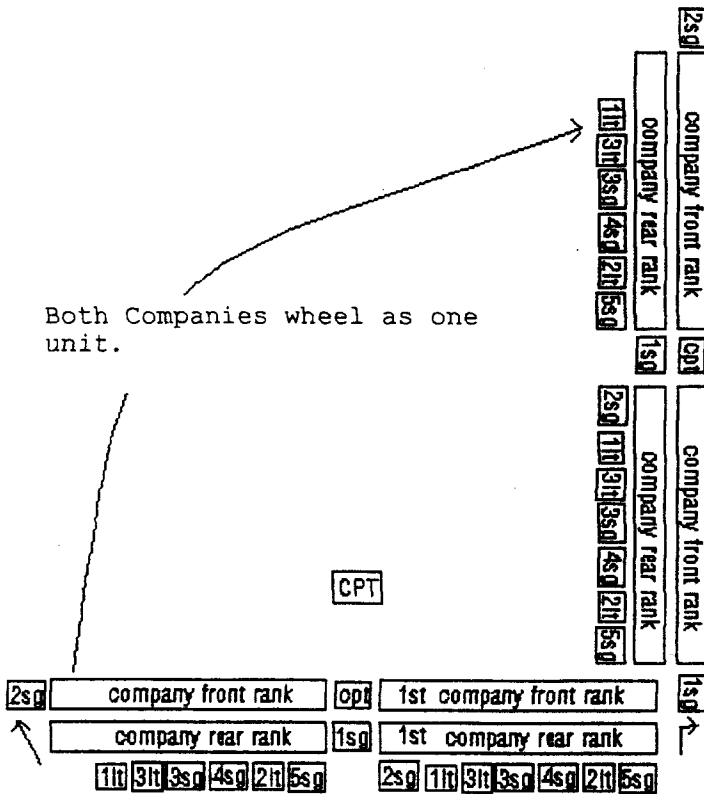 2sg
company front rank
company rear rank
1lt 3lt 3sg 4sg 2lt 5sg
cpt
1sg
company front rank
company rear rank
2sg 1lt 3lt 3sg 4sg 2lt 5sg
Both Companies wheel as one
unit.
CPT
2sg company front rank cpt 1st company front rank 1sg
company rear rank 1sg 1st company rear rank
1lt 3lt 3sg 4sg 2lt 5sg 2sg 1lt 3lt 3sg 4sg 2lt 5sg